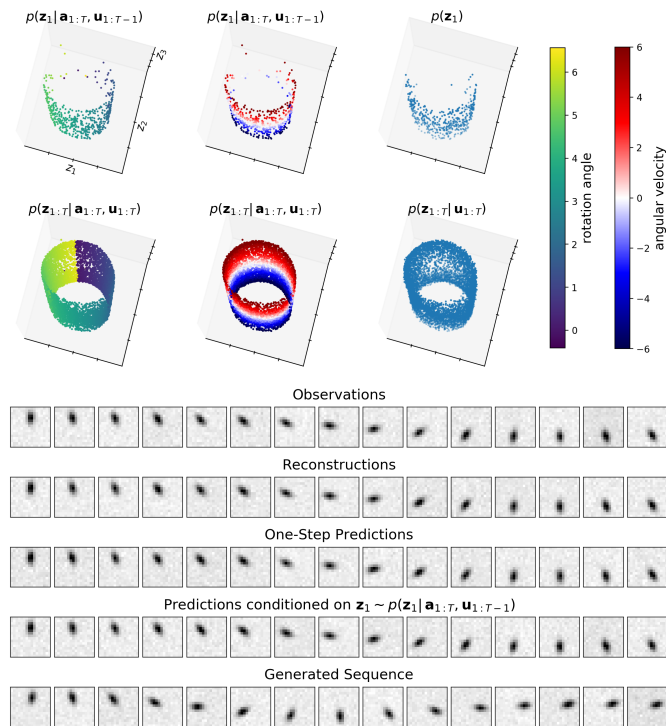 p(z₁| a₁:T, u₁:T−1)
p(z₁| a₁:T, u₁:T−1)
p(z₁)
z₁
z₂
z₃
p(z₁:T| a₁:T, u₁:T)
p(z₁:T| a₁:T, u₁:T)
p(z₁:T| u₁:T)
6
5
4
3
2
1
0
rotation angle
6
4
2
0
−2
−4
−6
angular velocity
Observations
Reconstructions
One-Step Predictions
Predictions conditioned on z₁ ~ p(z₁| a₁:T, u₁:T−1)
Generated Sequence